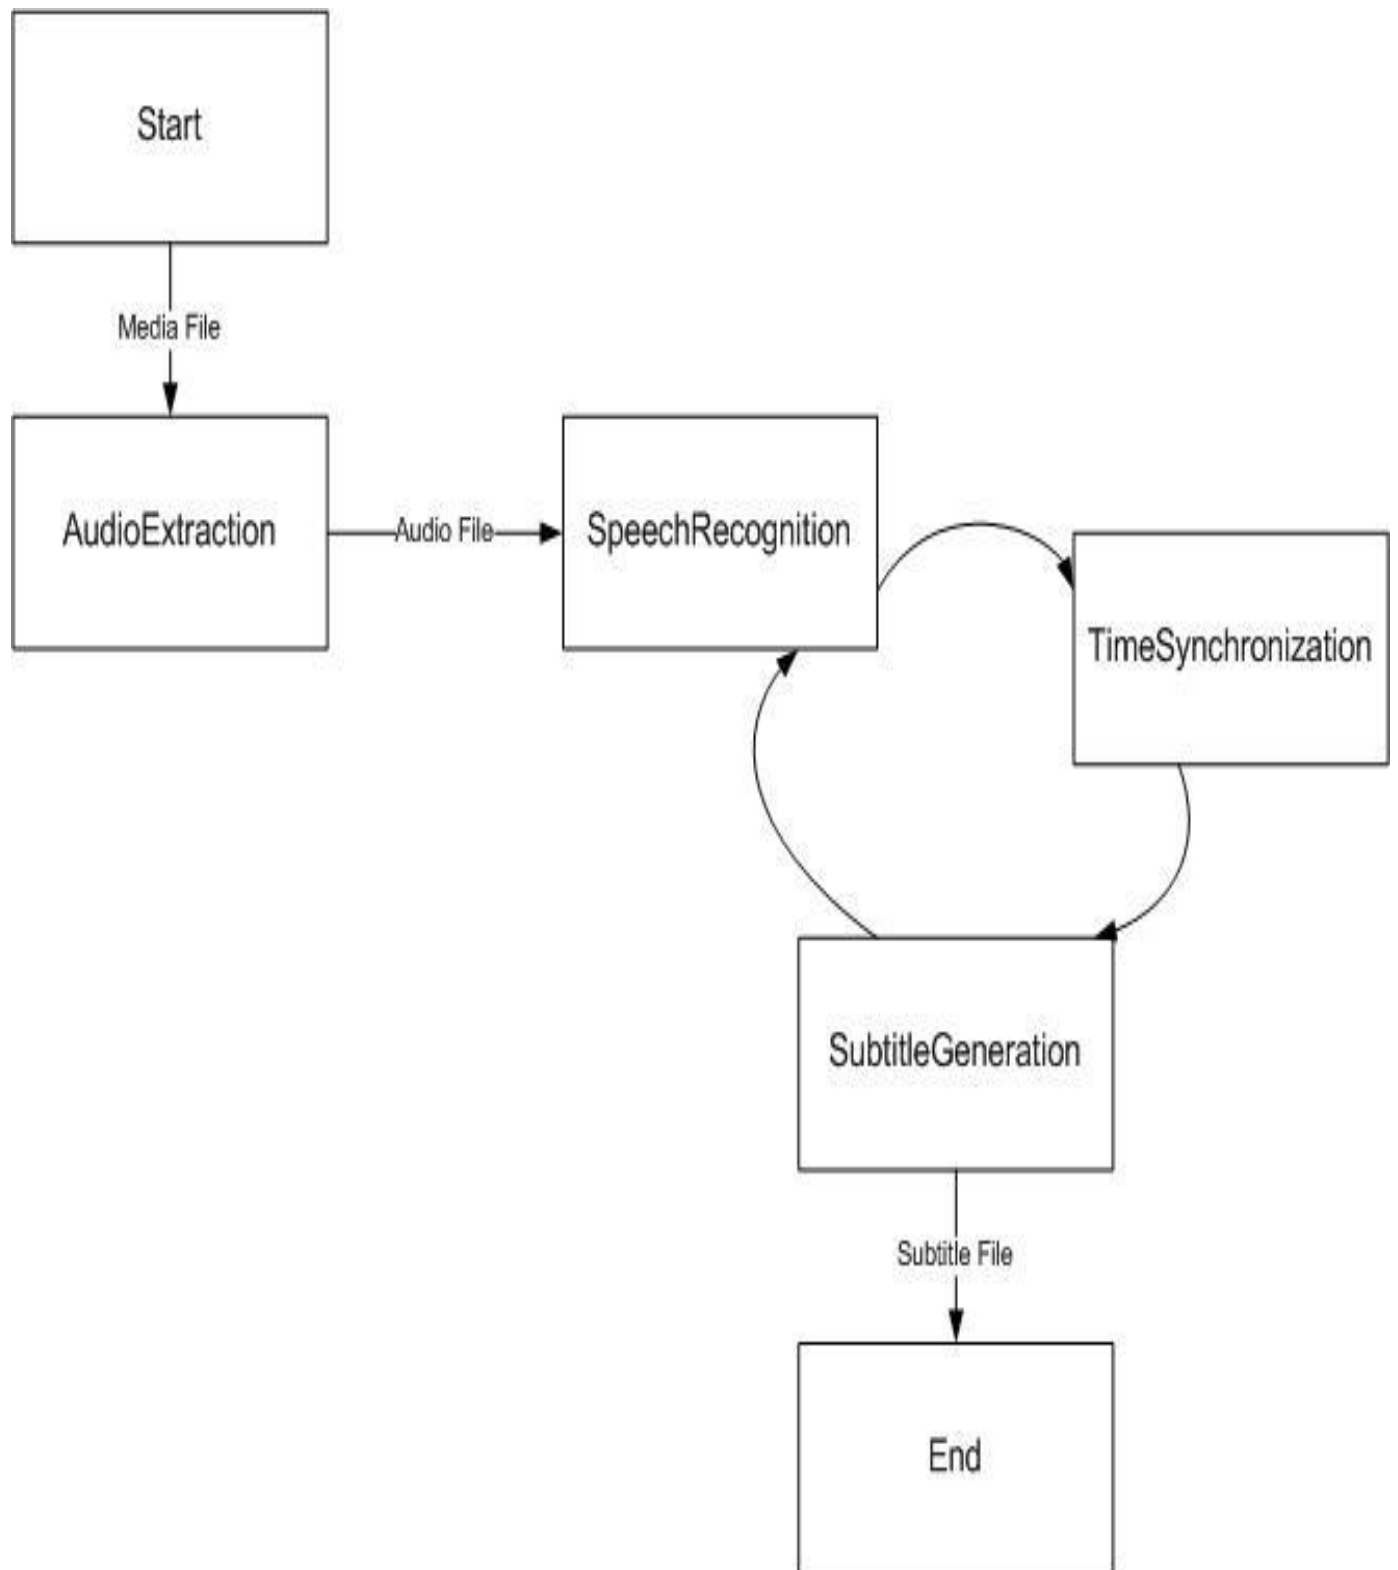 Start
Media File
AudioExtraction
Audio File
SpeechRecognition
TimeSynchronization
SubtitleGeneration
Subtitle File
End